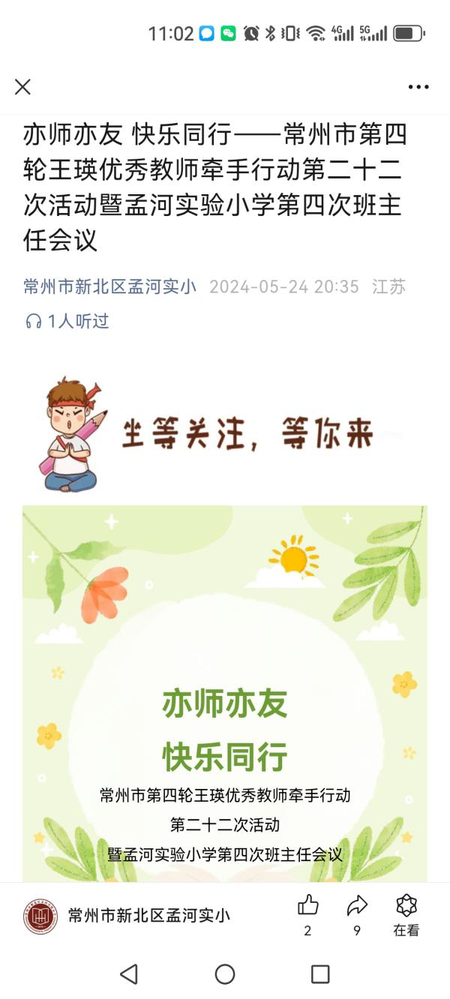 11:02
4G
5G
亦师亦友 快乐同行——常州市第四
轮王瑛优秀教师牵手行动第二十二
次活动暨孟河实验小学第四次班主
任会议
常州市新北区孟河实小 2024-05-24 20:35 江苏
1人听过
坐等关注，等你来
亦师亦友
快乐同行
常州市第四轮王瑛优秀教师牵手行动
第二十二次活动
暨孟河实验小学第四次班主任会议
常州市新北区孟河实小
2
9
在看